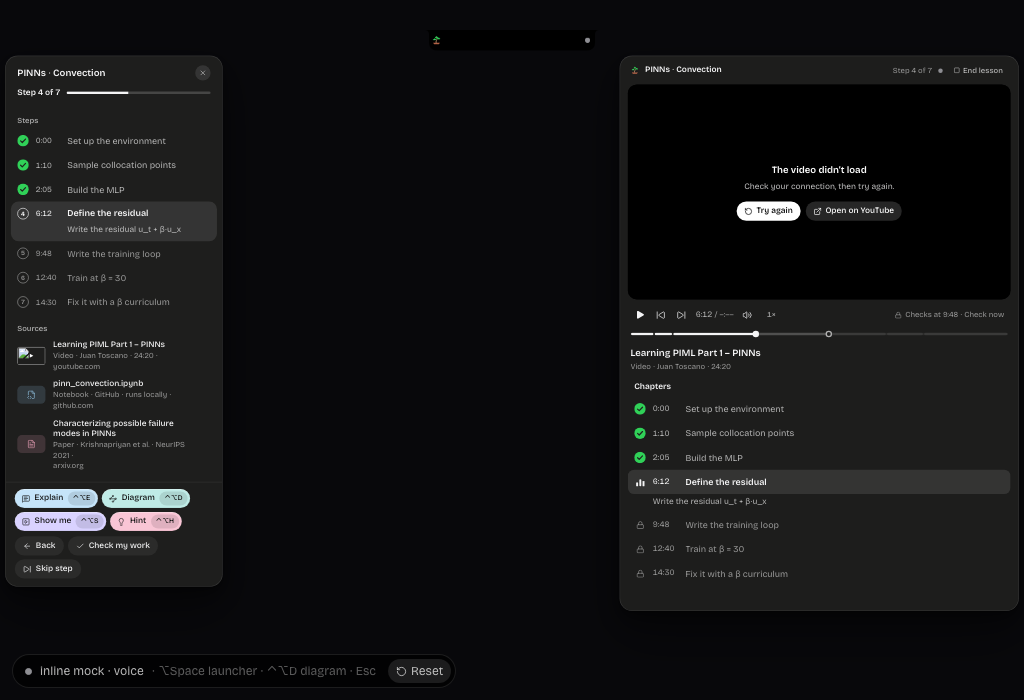 PINNs · Convection
Step 4 of 7
Steps
0:00 Set up the environment
1:10 Sample collocation points
2:05 Build the MLP
4 6:12 Define the residual
Write the residual u_t + β·u_x
5 9:48 Write the training loop
6 12:40 Train at β = 30
7 14:30 Fix it with a β curriculum
Sources
Learning PIML Part 1 – PINNs
Video · Juan Toscano · 24:20 ·
youtube.com
pinn_convection.ipynb
Notebook · GitHub · runs locally ·
github.com
Characterizing possible failure
modes in PINNs
Paper · Krishnapriyan et al. · NeurIPS
2021 ·
arxiv.org
Explain ^⌥E Diagram ^⌥D
Show me ^⌥S Hint ^⌥H
Back Check my work
Skip step
PINNs · Convection Step 4 of 7 End lesson
The video didn't load
Check your connection, then try again.
Try again Open on YouTube
6:12 / –:–– 1× Checks at 9:48 · Check now
Learning PIML Part 1 – PINNs
Video · Juan Toscano · 24:20
Chapters
0:00 Set up the environment
1:10 Sample collocation points
2:05 Build the MLP
6:12 Define the residual
Write the residual u_t + β·u_x
9:48 Write the training loop
12:40 Train at β = 30
14:30 Fix it with a β curriculum
inline mock · voice · ⌥Space launcher · ^⌥D diagram · Esc Reset